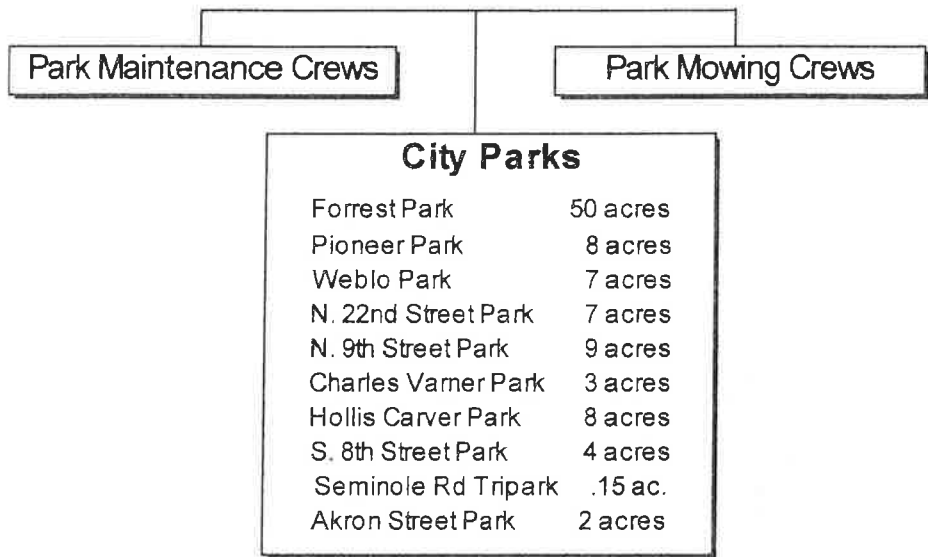 Park Maintenance Crews
Park Mowing Crews
City Parks
Forrest Park 50 acres
Pioneer Park 8 acres
Weblo Park 7 acres
N. 22nd Street Park 7 acres
N. 9th Street Park 9 acres
Charles Varner Park 3 acres
Hollis Carver Park 8 acres
S. 8th Street Park 4 acres
Seminole Rd Tripark .15 ac.
Akron Street Park 2 acres